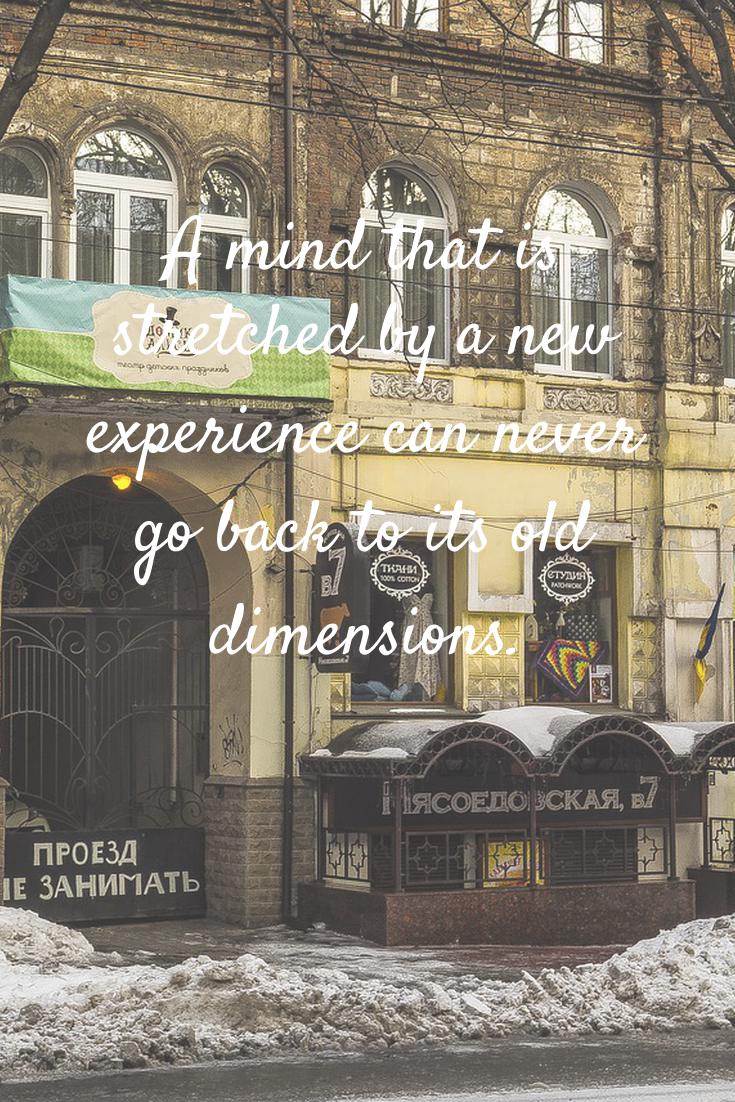 A mind that is
stretched by a new
experience can never
go back to its old
dimensions.
театр детских праздников
в7
ТКАНИ
100% COTTON
СТУДИЯ
PATCHWORK
МЯСОЕДОВСКАЯ, в7
ПРОЕЗД
НЕ ЗАНИМАТЬ